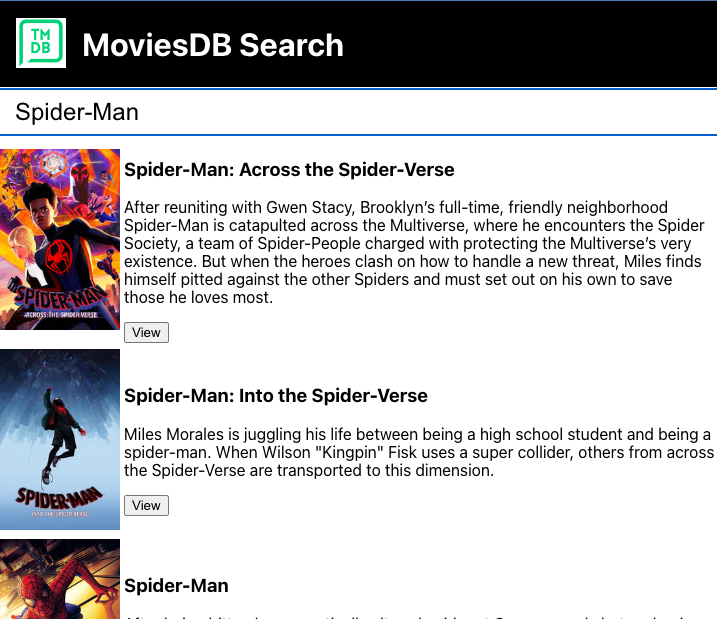 TM
DB
MoviesDB Search
Spider-Man
Spider-Man: Across the Spider-Verse
After reuniting with Gwen Stacy, Brooklyn’s full-time, friendly neighborhood
Spider-Man is catapulted across the Multiverse, where he encounters the Spider
Society, a team of Spider-People charged with protecting the Multiverse’s very
existence. But when the heroes clash on how to handle a new threat, Miles finds
himself pitted against the other Spiders and must set out on his own to save
those he loves most.
SPIDER-MAN
ACROSS THE SPIDER-VERSE
View
Spider-Man: Into the Spider-Verse
Miles Morales is juggling his life between being a high school student and being a
spider-man. When Wilson "Kingpin" Fisk uses a super collider, others from across
the Spider-Verse are transported to this dimension.
SPIDER-MAN
INTO THE SPIDER-VERSE
View
Spider-Man